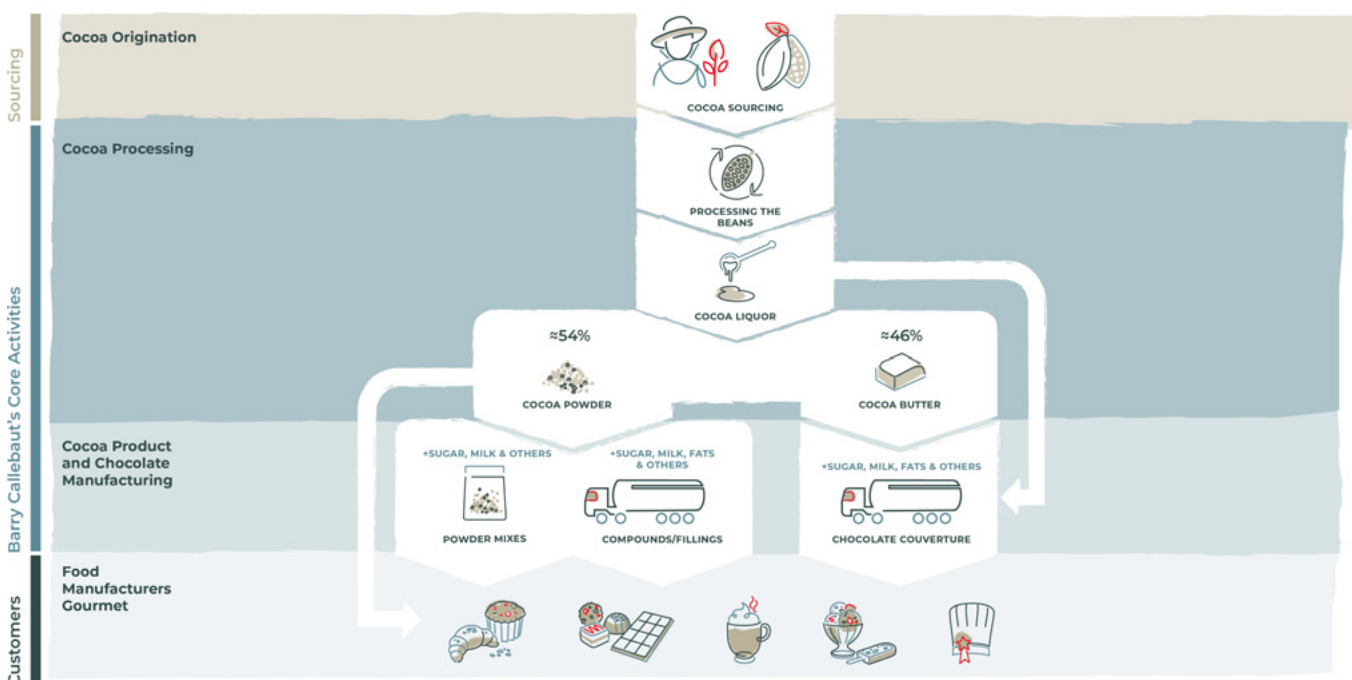 Sourcing
Cocoa Origination
COCOA SOURCING
Barry Callebaut's Core Activities
Cocoa Processing
PROCESSING THE
BEANS
COCOA LIQUOR
≈54%
COCOA POWDER
≈46%
COCOA BUTTER
Cocoa Product
and Chocolate
Manufacturing
+SUGAR, MILK & OTHERS
POWDER MIXES
+SUGAR, MILK, FATS
& OTHERS
COMPOUNDS/FILLINGS
+SUGAR, MILK, FATS & OTHERS
CHOCOLATE COUVERTURE
Customers
Food
Manufacturers
Gourmet